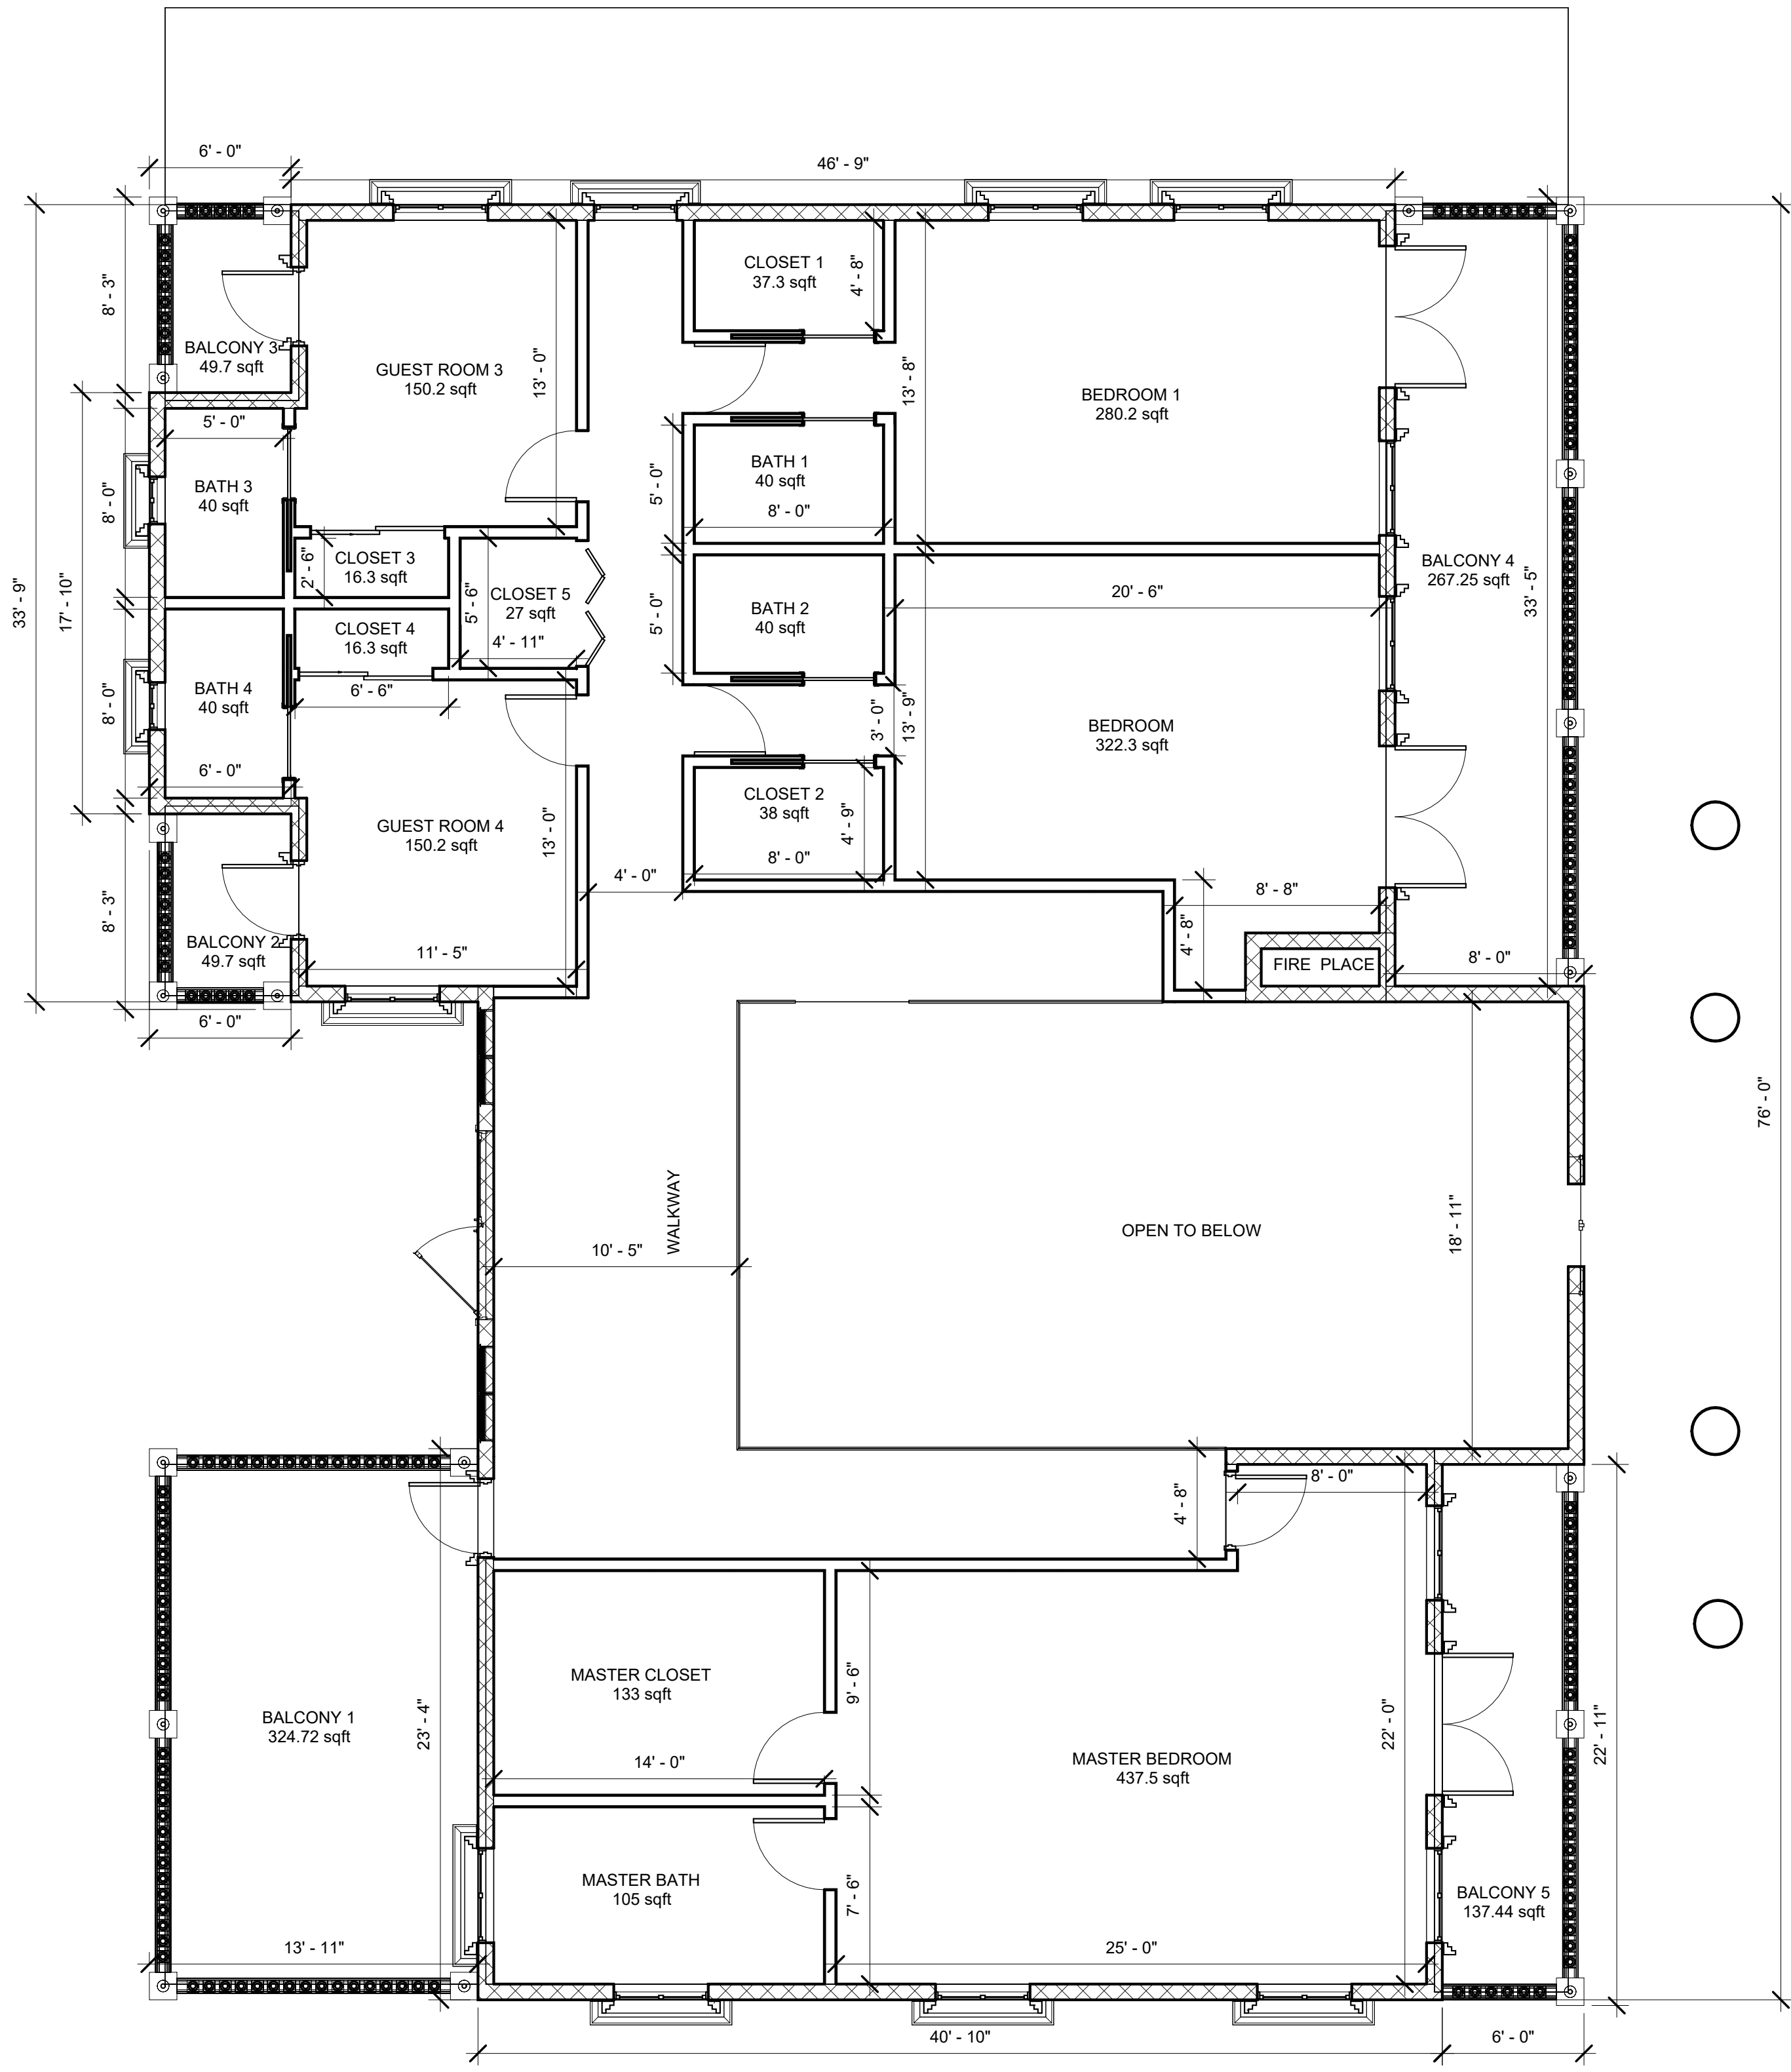 6' - 0"
46' - 9"
CLOSET 1
37.3 sqft
4' - 8"
8' - 3"
BALCONY 3
49.7 sqft
GUEST ROOM 3
150.2 sqft
13' - 0"
13' - 8"
BEDROOM 1
280.2 sqft
5' - 0"
BATH 3
40 sqft
8' - 0"
BATH 1
40 sqft
5' - 0"
8' - 0"
33' - 9"
17' - 10"
2' - 6"
CLOSET 3
16.3 sqft
CLOSET 5
27 sqft
5' - 6"
4' - 11"
BALCONY 4
267.25 sqft
33' - 5"
5' - 0"
BATH 2
40 sqft
20' - 6"
CLOSET 4
16.3 sqft
6' - 6"
BATH 4
40 sqft
8' - 0"
6' - 0"
3' - 0"
13' - 9"
BEDROOM
322.3 sqft
CLOSET 2
38 sqft
4' - 9"
8' - 0"
GUEST ROOM 4
150.2 sqft
13' - 0"
4' - 0"
8' - 8"
8' - 3"
BALCONY 2
49.7 sqft
11' - 5"
4' - 8"
FIRE PLACE
8' - 0"
6' - 0"
76' - 0"
WALKWAY
10' - 5"
OPEN TO BELOW
18' - 11"
8' - 0"
4' - 8"
MASTER CLOSET
133 sqft
9' - 6"
14' - 0"
BALCONY 1
324.72 sqft
23' - 4"
MASTER BEDROOM
437.5 sqft
22' - 0"
22' - 11"
MASTER BATH
105 sqft
7' - 6"
BALCONY 5
137.44 sqft
13' - 11"
25' - 0"
40' - 10"
6' - 0"